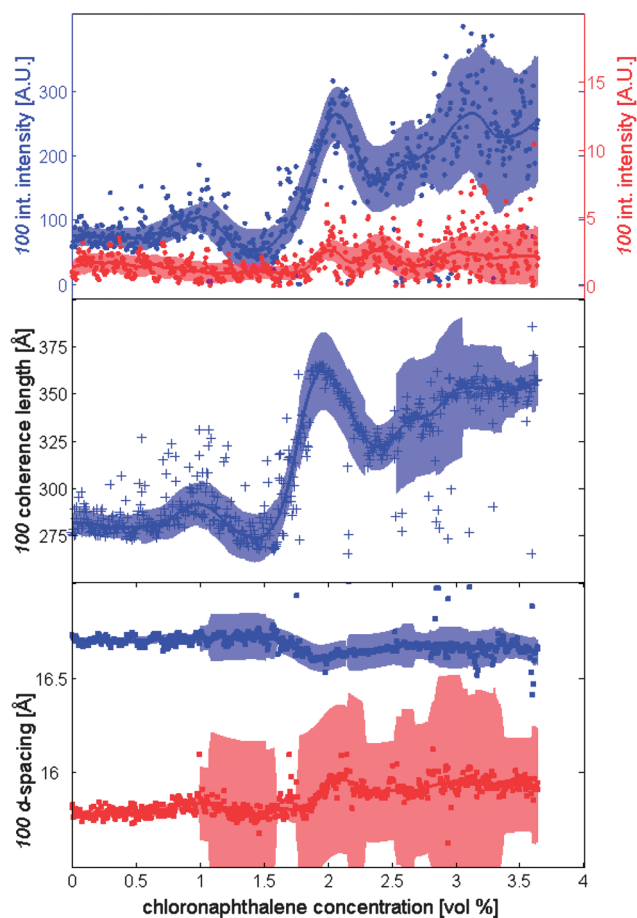 100 int. intensity [A.U.]
300
200
100
0
15
10
5
0
100 int. intensity [A.U.]
100 coherence length [Å]
375
350
325
300
275
100 d-spacing [Å]
16.5
16
0 0.5 1 1.5 2 2.5 3 3.5 4
chloronaphthalene concentration [vol %]